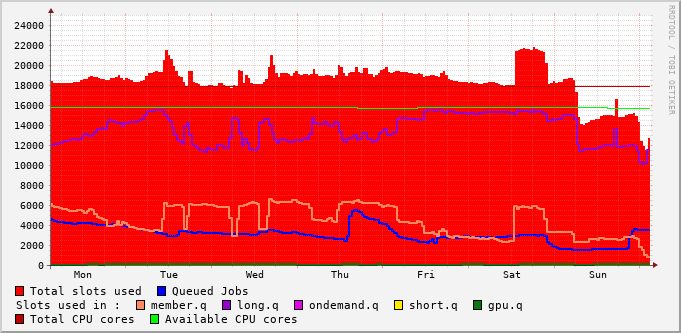 24000
22000
20000
18000
16000
14000
12000
10000
8000
6000
4000
2000
0
Mon Tue Wed Thu Fri Sat Sun
RRDTOOL / TOBI OETIKER
Total slots used Queued Jobs
Slots used in : member.q long.q ondemand.q short.q gpu.q
Total CPU cores Available CPU cores